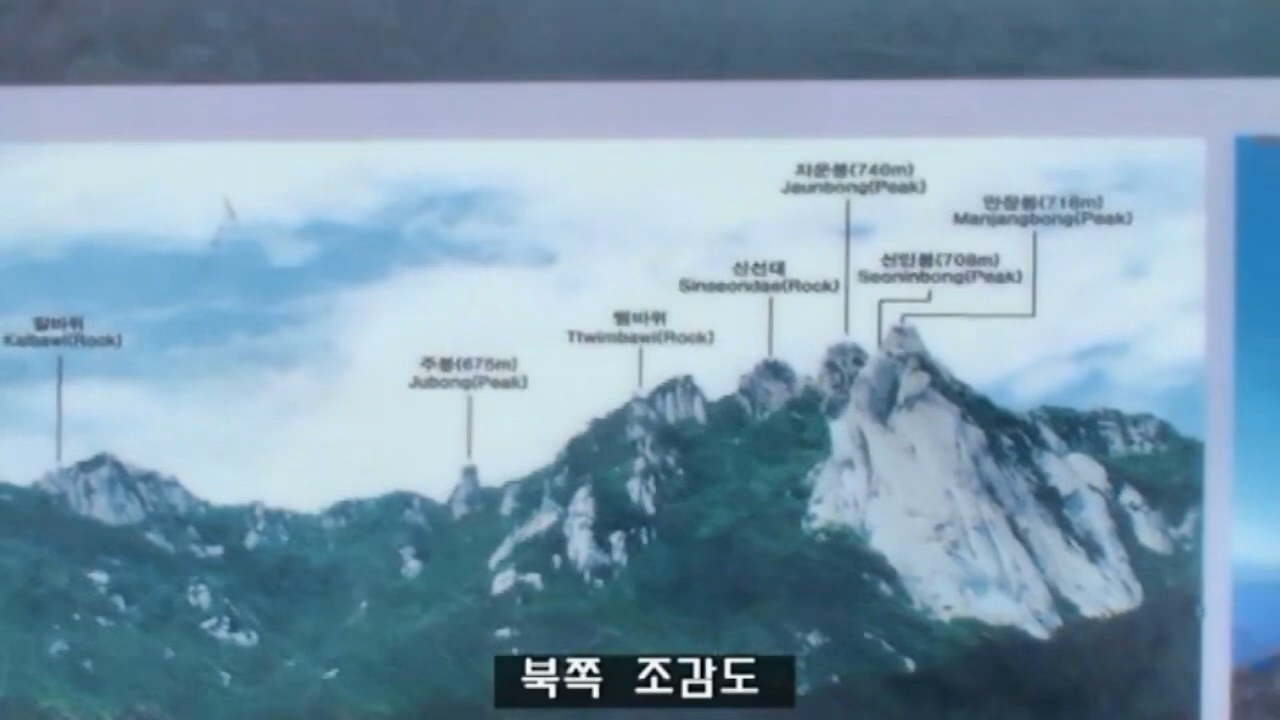 자운봉(740m)
Jaunbong(Peak)
만장봉(718m)
Manjangbong(Peak)
선인봉(708m)
Seoninbong(Peak)
신선대
Sinseondae(Rock)
뜀바위
Ttwimbawi(Rock)
칼바위
Kalbawi(Rock)
주봉(675m)
Jubong(Peak)
북쪽 조감도